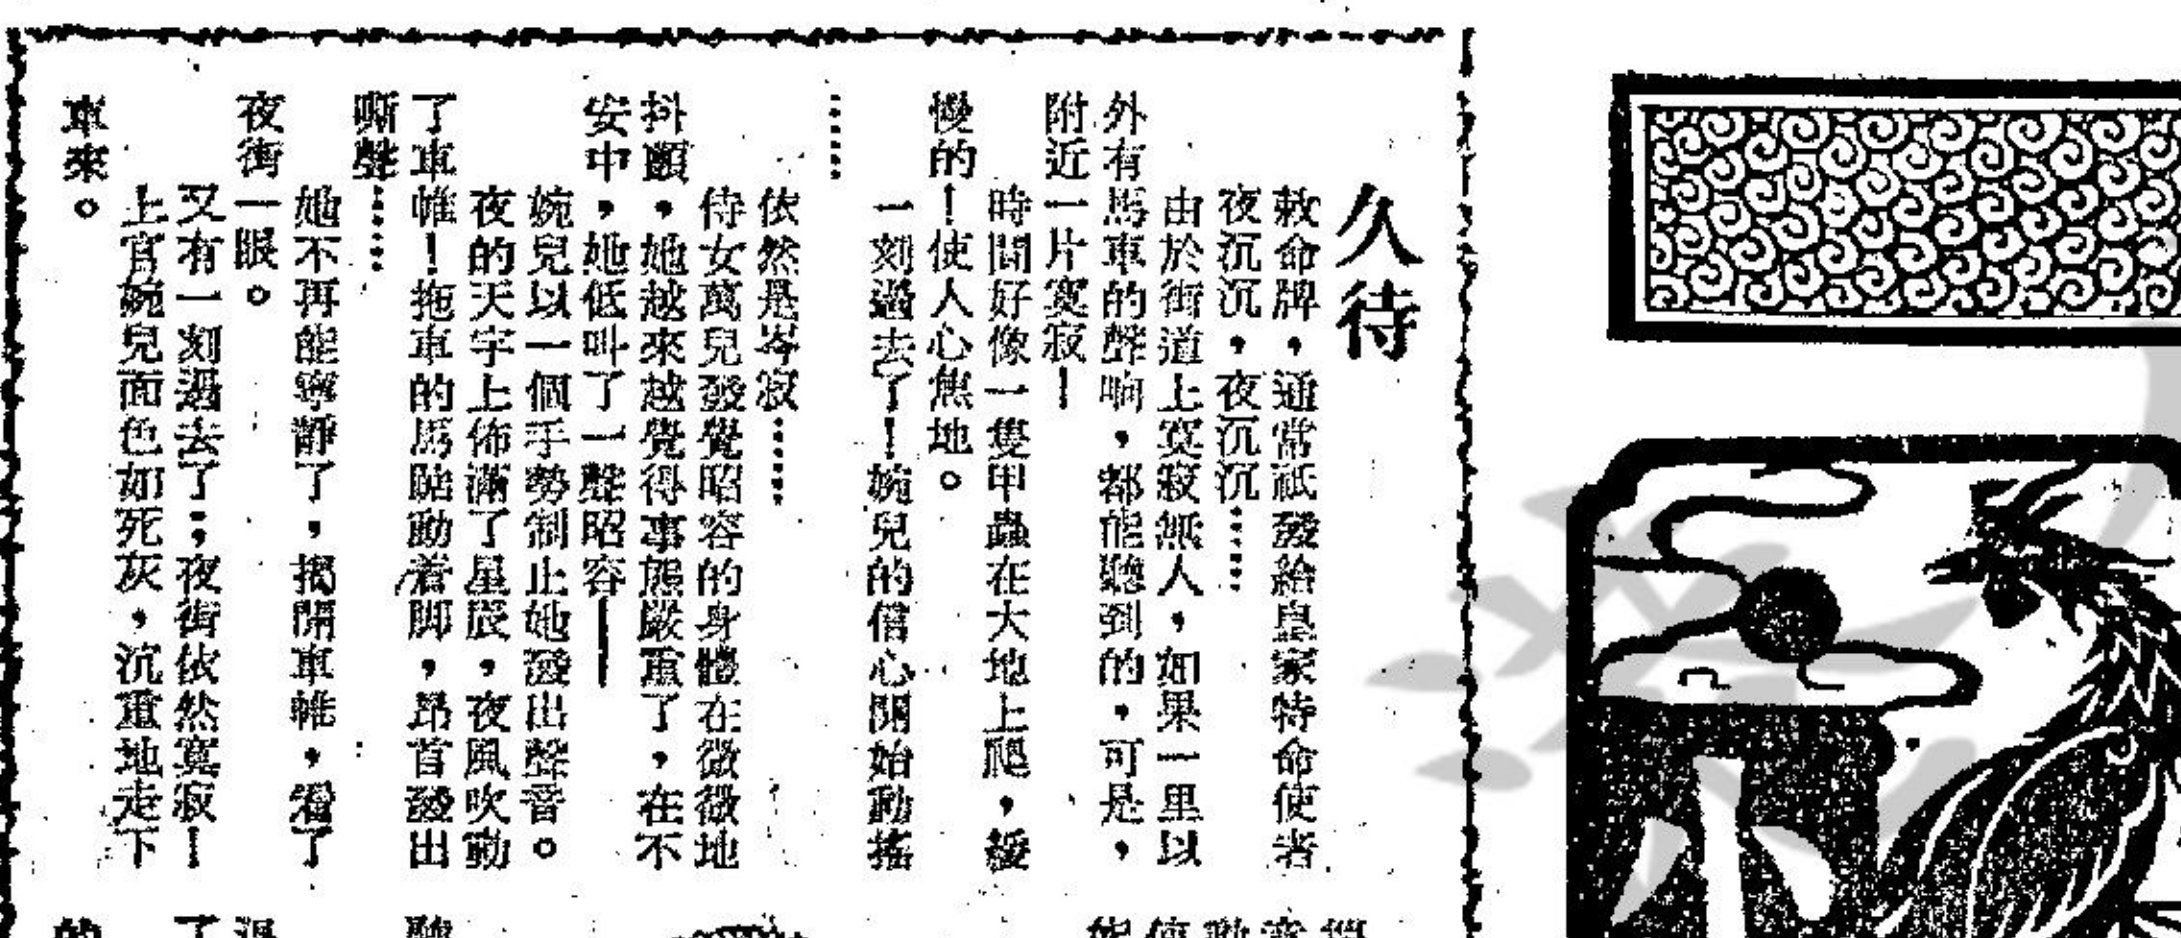 久待
敕命牌，通常祇發給皇家特命使者
夜沉沉，夜沉沉……
由於街道上寞寂無人，如果一里以
外有馬車的聲响，都能聽到的，可是，
附近一片寞寂—
時間好像一隻甲蟲在大地上爬，緩
慢的！使人心焦地。
一刻過去了！婉兒的信心開始動搖
……
依然是岑寂……
侍女萬兒發覺昭容的身體在微微地
抖顫，她越來越覺得事態嚴重了，在不
安中，她低叫了一聲昭容——
婉兒以一個手勢制止她發出聲音。
夜的天宇上佈滿了星辰，夜風吹動
了車帷！拖車的馬踏動着脚，昂首發出
嘶聲……
她不再能寧靜了，揭開車帷，看了
夜街一眼。
又有一刻過去了；夜街依然寞寂—
上官婉兒面色如死灰，沉重地走下
車來。